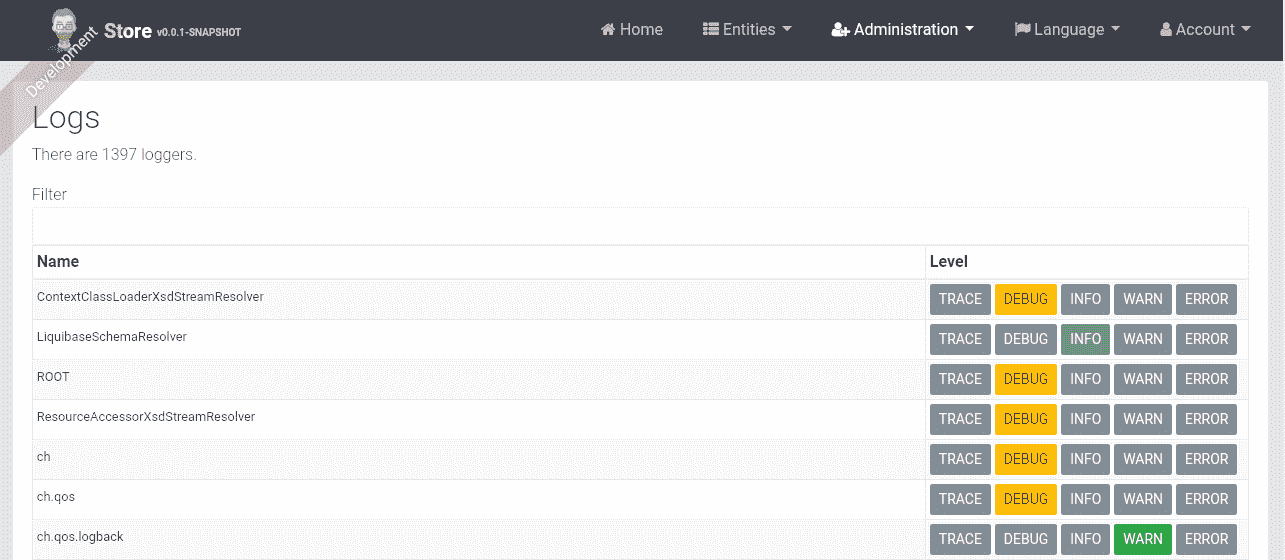 Store v0.0.1-SNAPSHOT Home Entities Administration Language Account
Development
Logs
There are 1397 loggers.
Filter
Name Level
ContextClassLoaderXsdStreamResolver TRACE DEBUG INFO WARN ERROR
LiquibaseSchemaResolver TRACE DEBUG INFO WARN ERROR
ROOT TRACE DEBUG INFO WARN ERROR
ResourceAccessorXsdStreamResolver TRACE DEBUG INFO WARN ERROR
ch TRACE DEBUG INFO WARN ERROR
ch.qos TRACE DEBUG INFO WARN ERROR
ch.qos.logback TRACE DEBUG INFO WARN ERROR